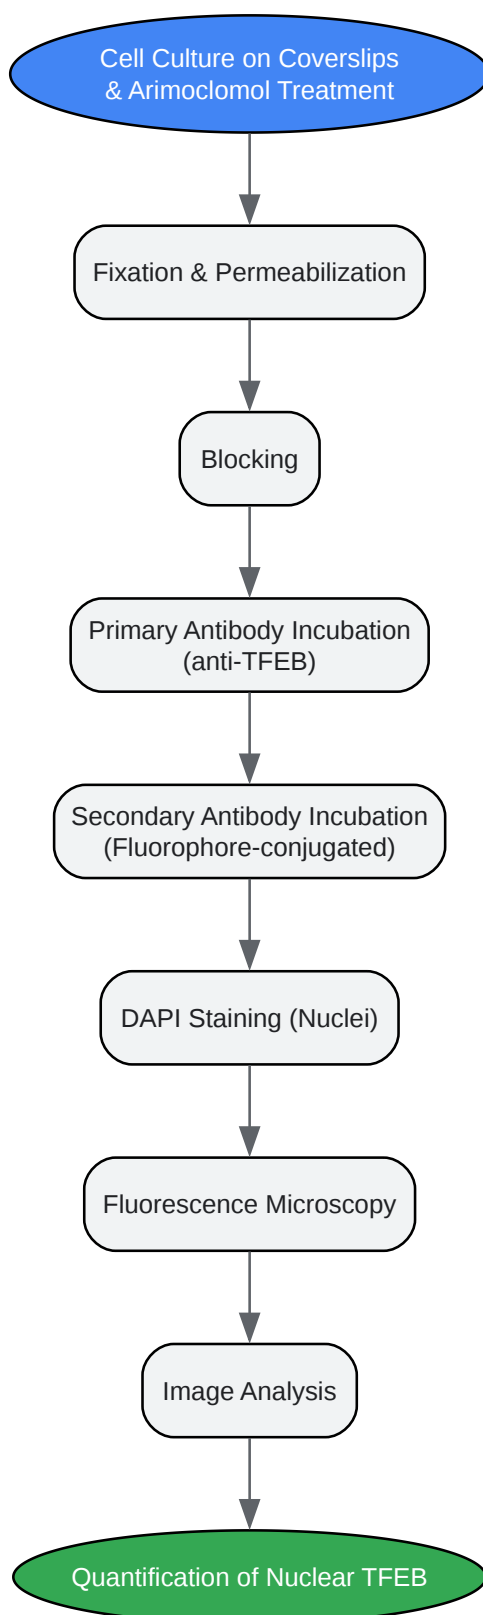 Cell Culture on Coverslips
& Arimoclomol Treatment
Fixation & Permeabilization
Blocking
Primary Antibody Incubation
(anti-TFEB)
Secondary Antibody Incubation
(Fluorophore-conjugated)
DAPI Staining (Nuclei)
Fluorescence Microscopy
Image Analysis
Quantification of Nuclear TFEB